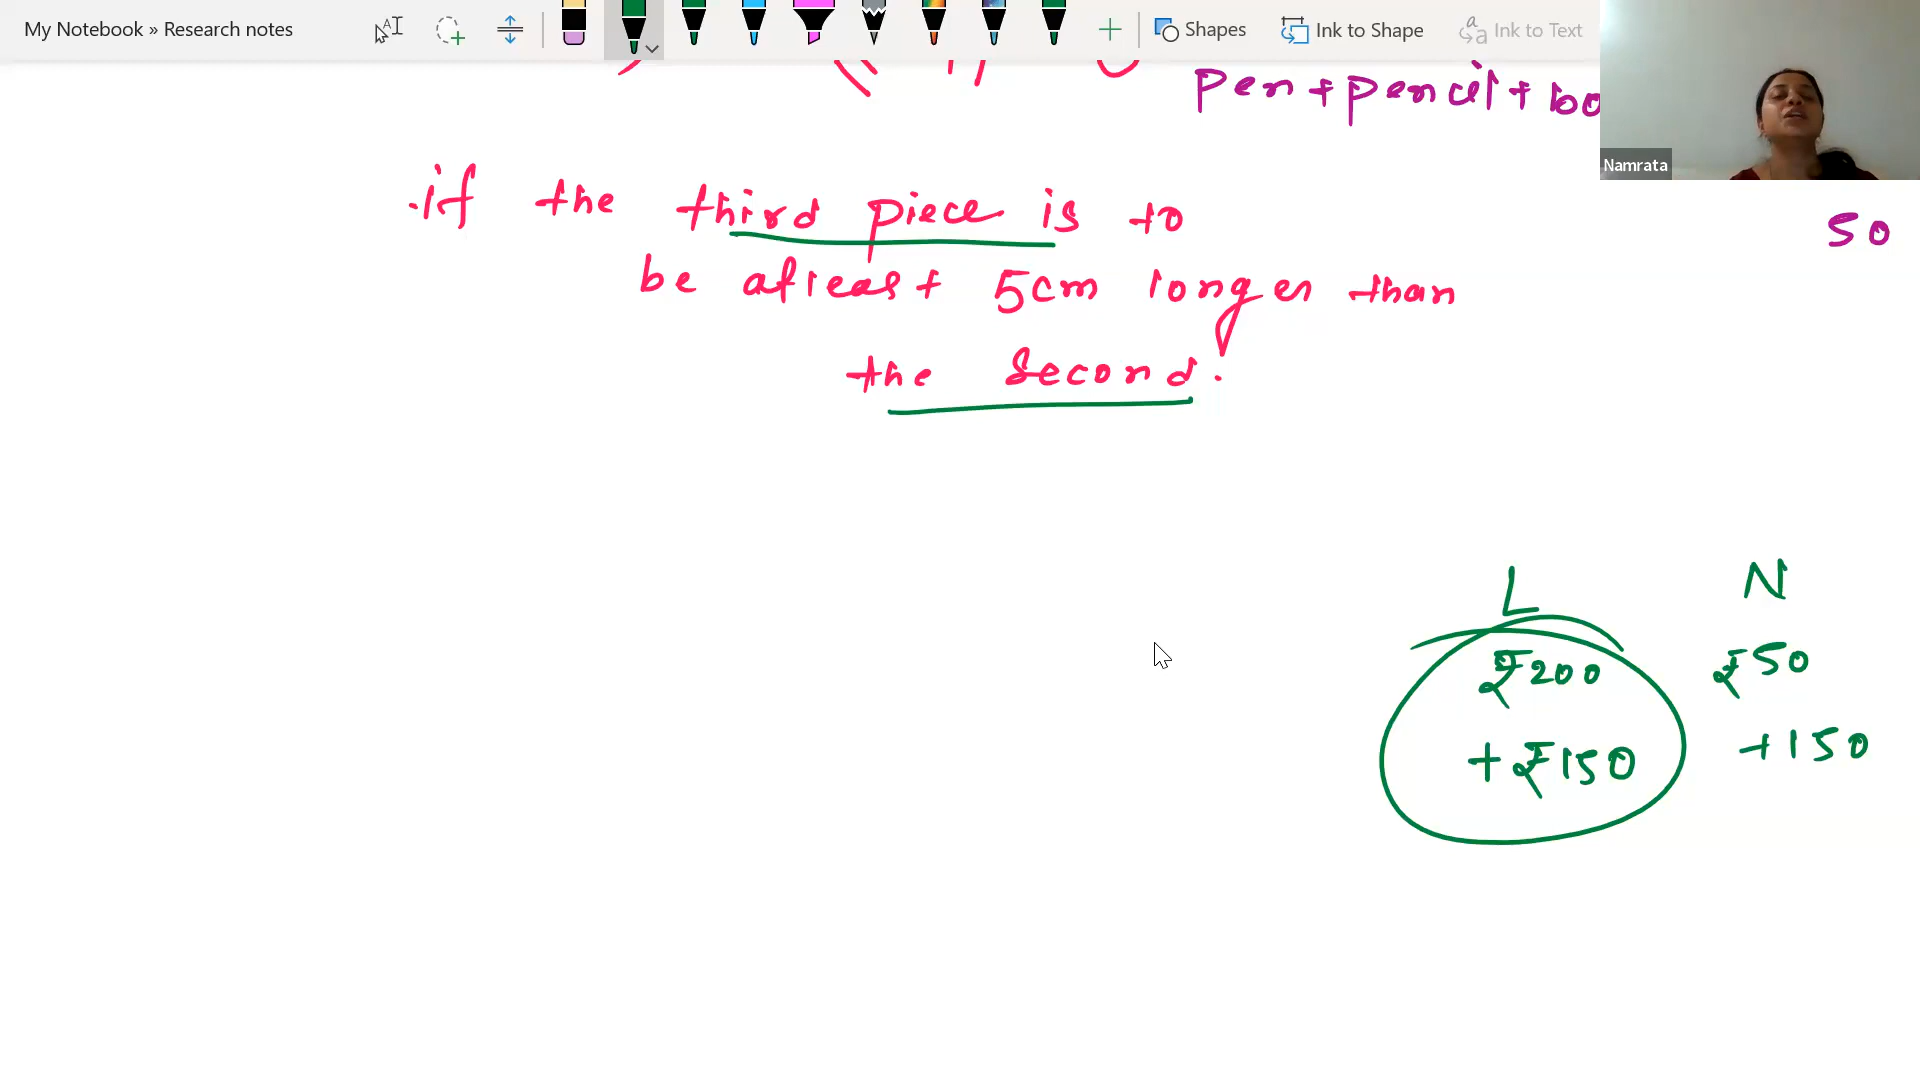 My Notebook » Research notes
Shapes
Ink to Shape
Ink to Text
Pen + pencil + bo
Namrata
.if the third piece is to
50
be atleast 5cm longer than
the second.
L N
₹200 ₹50
+ ₹150 +150